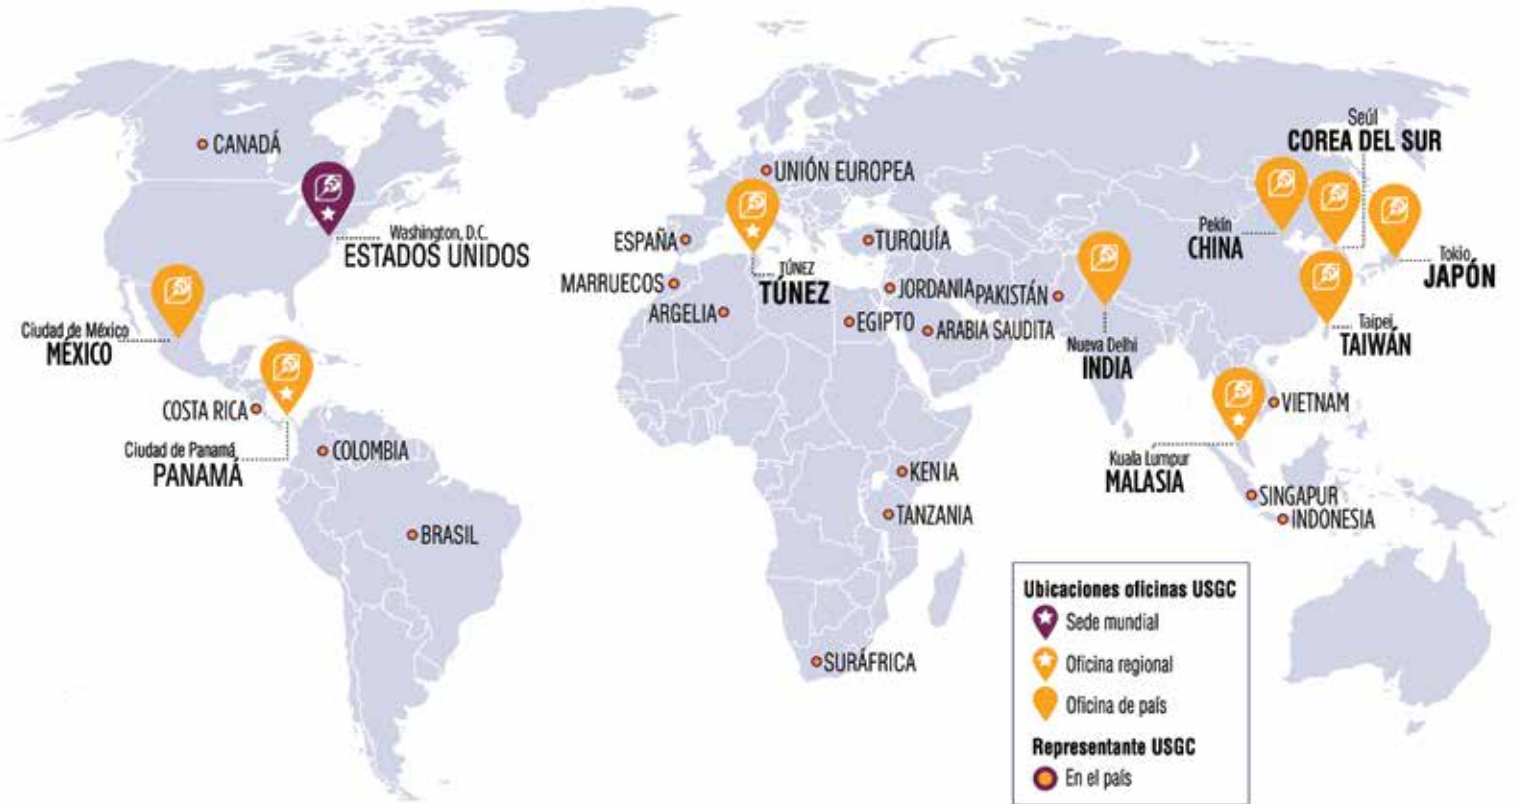 CANADÁ
Washington, D.C.
ESTADOS UNIDOS
Ciudad de México
MÉXICO
COSTA RICA
Ciudad de Panamá
PANAMÁ
COLOMBIA
BRASIL
UNIÓN EUROPEA
ESPAÑA
TURQUÍA
TÚNEZ
TÚNEZ
MARRUECOS
ARGELIA
JORDANIA
PAKISTÁN
EGIPTO
ARABIA SAUDITA
KENIA
TANZANIA
SURÁFRICA
Seúl
COREA DEL SUR
Pekín
CHINA
Tokio
JAPÓN
Taipei
TAIWÁN
Nueva Delhi
INDIA
VIETNAM
Kuala Lumpur
MALASIA
SINGAPUR
INDONESIA
Ubicaciones oficinas USGC
Sede mundial
Oficina regional
Oficina de país
Representante USGC
En el país